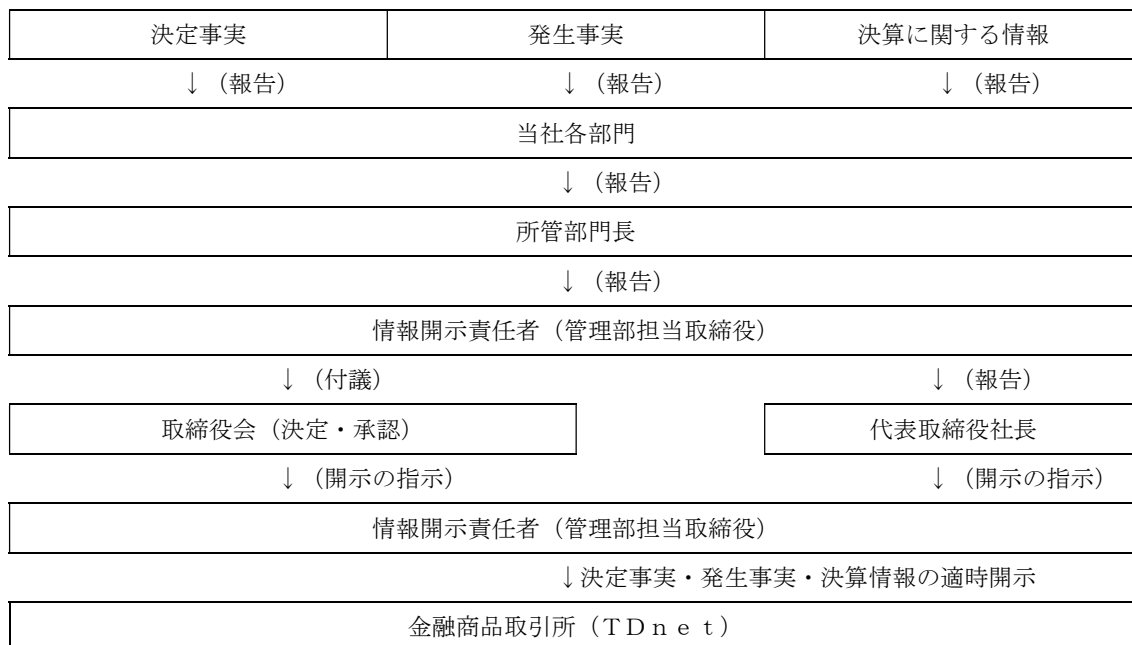 決定事実 発生事実 決算に関する情報
↓(報告) ↓(報告) ↓(報告)
当社各部門
↓(報告)
所管部門長
↓(報告)
情報開示責任者(管理部担当取締役)
↓(付議) ↓(報告)
取締役会(決定・承認) 代表取締役社長
↓(開示の指示) ↓(開示の指示)
情報開示責任者(管理部担当取締役)
↓決定事実・発生事実・決算情報の適時開示
金融商品取引所(TDnet)